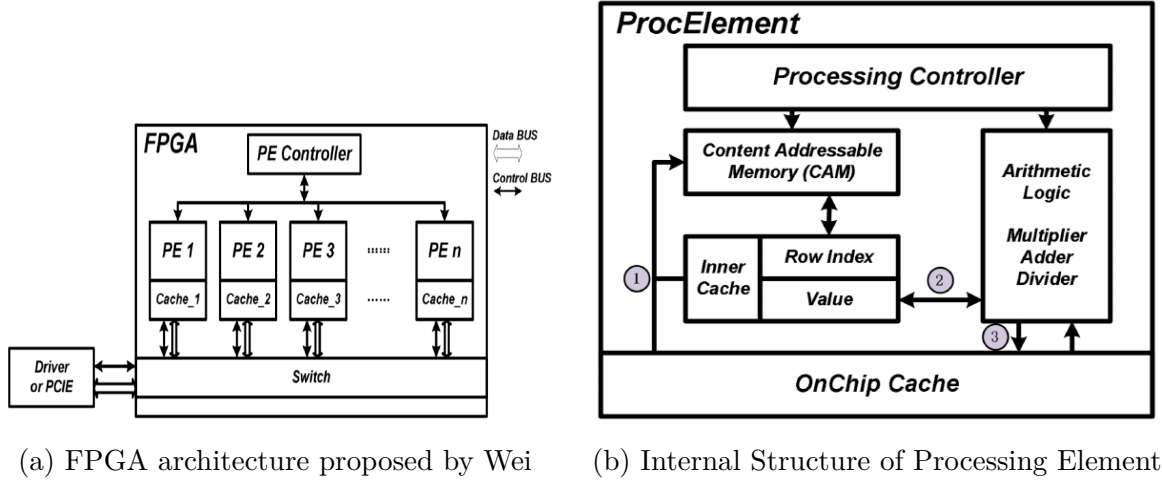 FPGA
PE Controller
Data BUS
Control BUS
PE 1
PE 2
PE 3
......
PE n
Cache_1
Cache_2
Cache_3
......
Cache_n
Driver
or PCIE
Switch
(a) FPGA architecture proposed by Wei
ProcElement
Processing Controller
Content Addressable
Memory (CAM)
Arithmetic
Logic
Multiplier
Adder
Divider
1
Inner
Cache
Row Index
Value
2
3
OnChip Cache
(b) Internal Structure of Processing Element